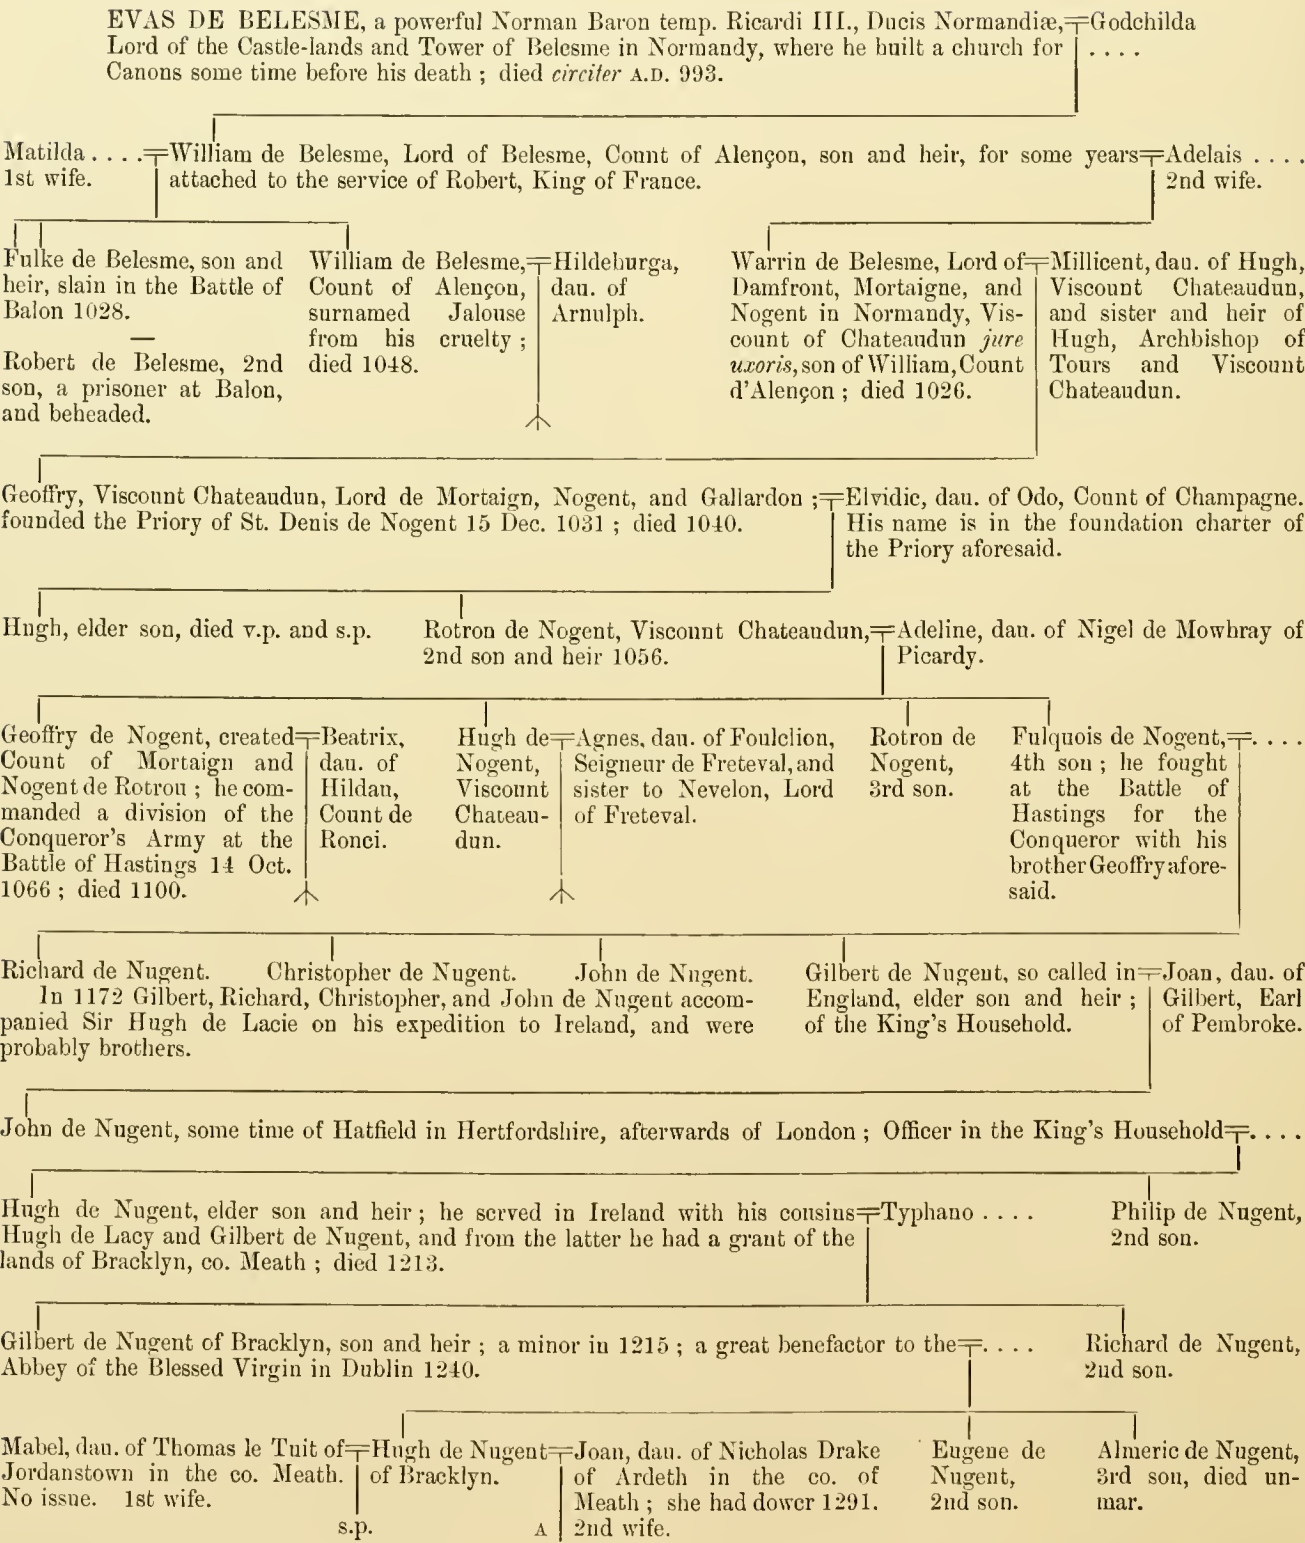 EVAS DE BELESME, a powerful Norman Baron temp. Ricardi III., Ducis Normandiæ,=Godchilda
Lord of the Castle-lands and Tower of Belesme in Normandy, where he built a church for | . . . .
Canons some time before his death ; died circiter A.D. 993.
Matilda . . . .=William de Belesme, Lord of Belesme, Count of Alençon, son and heir, for some years=Adelais . . . .
1st wife. | attached to the service of Robert, King of France. | 2nd wife.
Fulke de Belesme, son and
heir, slain in the Battle of
Balon 1028.
—
Robert de Belesme, 2nd
son, a prisoner at Balon,
and beheaded.
William de Belesme,=Hildeburga,
Count of Alençon, | dau. of
surnamed Jalouse | Arnulph.
from his cruelty ;
died 1048.
Warrin de Belesme, Lord of=Millicent, dau. of Hugh,
Damfront, Mortaigne, and | Viscount Chateaudun,
Nogent in Normandy, Vis- | and sister and heir of
count of Chateaudun jure | Hugh, Archbishop of
uxoris, son of William, Count | Tours and Viscount
d'Alençon ; died 1026. | Chateaudun.
Geoffry, Viscount Chateaudun, Lord de Mortaign, Nogent, and Gallardon ;=Elvidic, dau. of Odo, Count of Champagne.
founded the Priory of St. Denis de Nogent 15 Dec. 1031 ; died 1040. | His name is in the foundation charter of
the Priory aforesaid.
Hugh, elder son, died v.p. and s.p.
Rotron de Nogent, Viscount Chateaudun,=Adeline, dau. of Nigel de Mowbray of
2nd son and heir 1056. | Picardy.
Geoffry de Nogent, created=Beatrix,
Count of Mortaign and | dau. of
Nogent de Rotrou ; he com- | Hildau,
manded a division of the | Count de
Conqueror's Army at the | Ronci.
Battle of Hastings 14 Oct.
1066 ; died 1100.
Hugh de=Agnes, dau. of Foulclion,
Nogent, | Seigneur de Freteval, and
Viscount | sister to Nevelon, Lord
Chateau- | of Freteval.
dun.
Rotron de
Nogent,
3rd son.
Fulquois de Nogent,=. . . .
4th son ; he fought
at the Battle of
Hastings for the
Conqueror with his
brother Geoffry afore-
said.
Richard de Nugent. Christopher de Nugent. John de Nugent.
In 1172 Gilbert, Richard, Christopher, and John de Nugent accom-
panied Sir Hugh de Lacie on his expedition to Ireland, and were
probably brothers.
Gilbert de Nugent, so called in=Joan, dau. of
England, elder son and heir ; | Gilbert, Earl
of the King's Household. | of Pembroke.
John de Nugent, some time of Hatfield in Hertfordshire, afterwards of London ; Officer in the King's Household=. . . .
Hugh de Nugent, elder son and heir ; he served in Ireland with his cousins=Typhano . . . .
Hugh de Lacy and Gilbert de Nugent, and from the latter he had a grant of the
lands of Bracklyn, co. Meath ; died 1213.
Philip de Nugent,
2nd son.
Gilbert de Nugent of Bracklyn, son and heir ; a minor in 1215 ; a great benefactor to the=. . . .
Abbey of the Blessed Virgin in Dublin 1240.
Richard de Nugent,
2nd son.
Mabel, dau. of Thomas le Tuit of=Hugh de Nugent=Joan, dau. of Nicholas Drake
Jordanstown in the co. Meath. | of Bracklyn. | of Ardeth in the co. of
No issue. 1st wife. | Meath ; she had dower 1291.
s.p. A | 2nd wife.
Eugene de
Nugent,
2nd son.
Almeric de Nugent,
3rd son, died un-
mar.